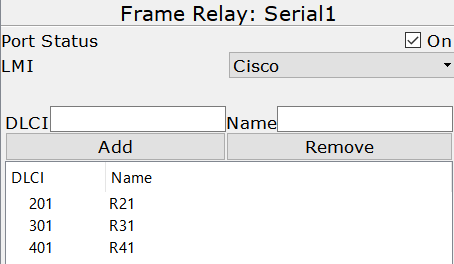 Frame Relay: Serial1
Port Status On
LMI Cisco
DLCI Name
Add Remove
DLCI Name
201 R21
301 R31
401 R41